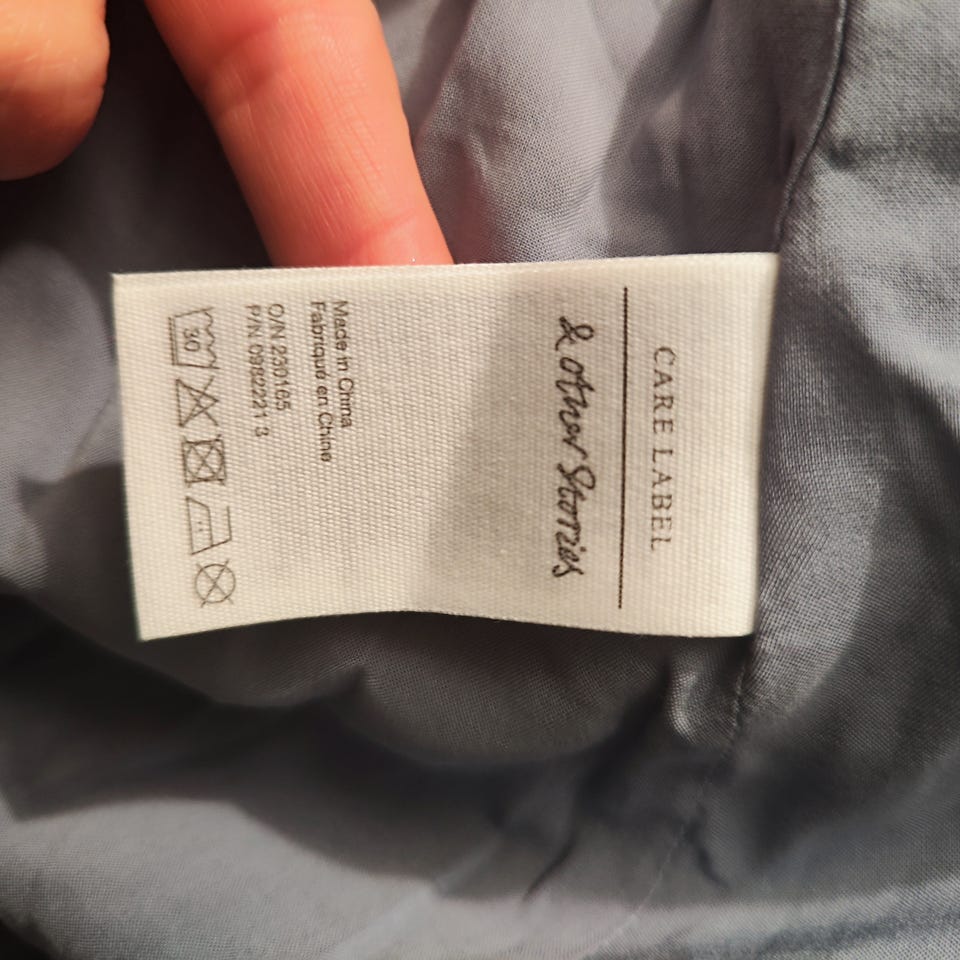 CARE LABEL
& other Stories
Made in China
Fabriqué en Chine
O/N 230165
P/N 0982221 3
30